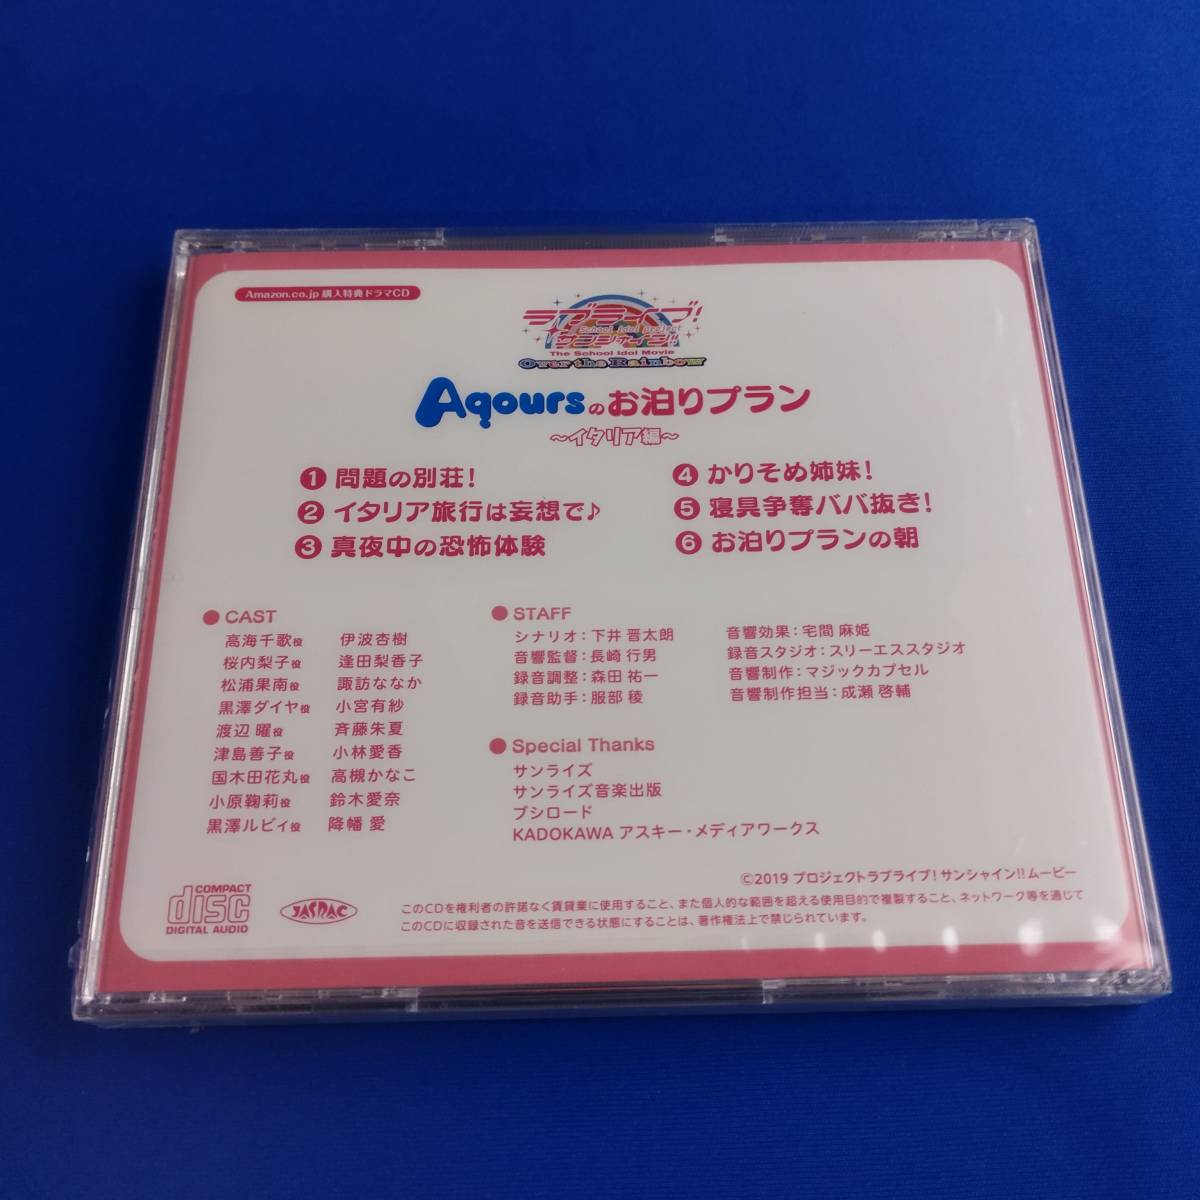 Amazon.co.jp 購入特典ドラマCD
ラブライブ!
School idol project
サンシャイン!!
The School Idol Movie
Over the Rainbow
Aqoursのお泊りプラン
〜イタリア編〜
❶ 問題の別荘!
❷ イタリア旅行は妄想で♪
❸ 真夜中の恐怖体験
❹ かりそめ姉妹!
❺ 寝具争奪ババ抜き!
❻ お泊りプランの朝
● CAST
高海千歌役 伊波杏樹
桜内梨子役 逢田梨香子
松浦果南役 諏訪ななか
黒澤ダイヤ役 小宮有紗
渡辺 曜役 斉藤朱夏
津島善子役 小林愛香
国木田花丸役 高槻かなこ
小原鞠莉役 鈴木愛奈
黒澤ルビィ役 降幡 愛
● STAFF
シナリオ:下井 晋太朗
音響監督:長崎 行男
録音調整:森田 祐一
録音助手:服部 稜
音響効果:宅間 麻姫
録音スタジオ:スリーエススタジオ
音響制作:マジックカプセル
音響制作担当:成瀬 啓輔
● Special Thanks
サンライズ
サンライズ音楽出版
ブシロード
KADOKAWA アスキー・メディアワークス
©2019 プロジェクトラブライブ!サンシャイン!!ムービー
COMPACT
disc
DIGITAL AUDIO
JASRAC
このCDを権利者の許諾なく賃貸業に使用すること、また個人的な範囲を超える使用目的で複製すること、ネットワーク等を通じて
このCDに収録された音を送信できる状態にすることは、著作権法上で禁じられています。